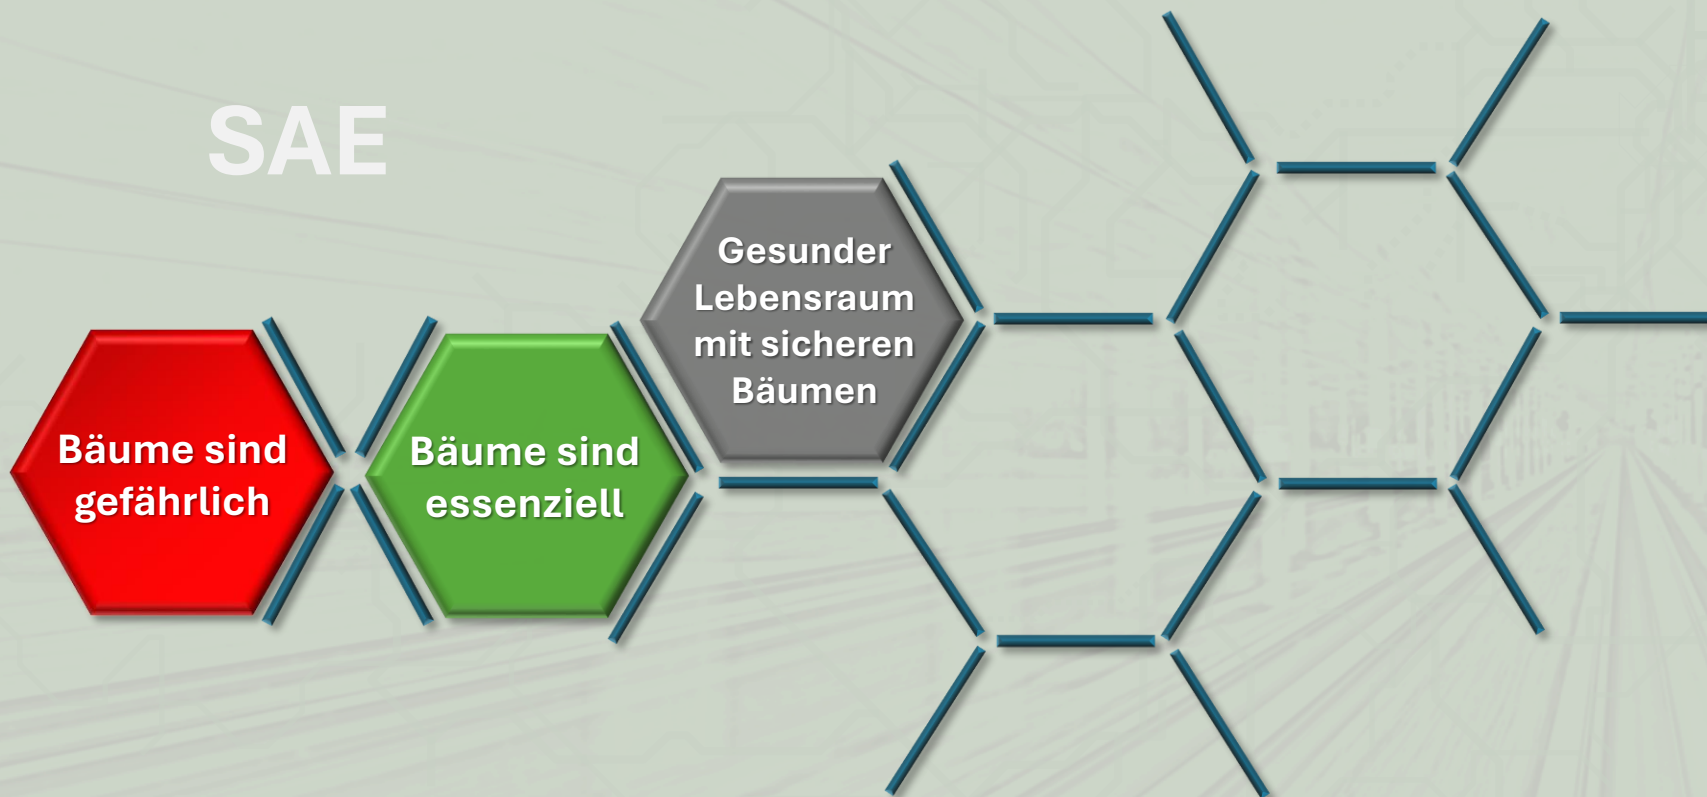 SAE
Bäume sind
gefährlich
Bäume sind
essenziell
Gesunder
Lebensraum
mit sicheren
Bäumen